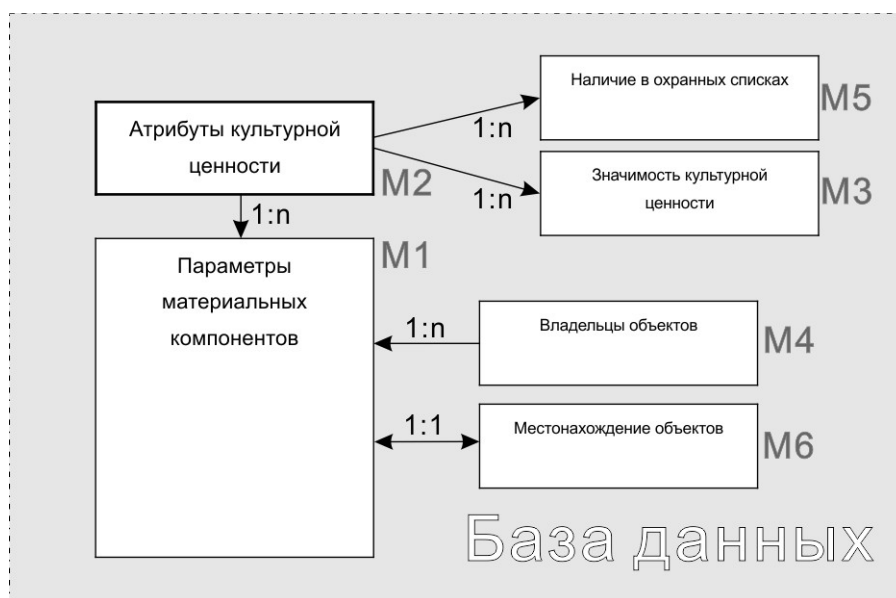 Наличие в охранных списках
M5
Атрибуты культурной
ценности
M2
1:n
1:n
Значимость культурной
ценности
M3
1:n
M1
Параметры
материальных
компонентов
1:n
Владельцы объектов
M4
1:1
Местонахождение объектов
M6
База данных